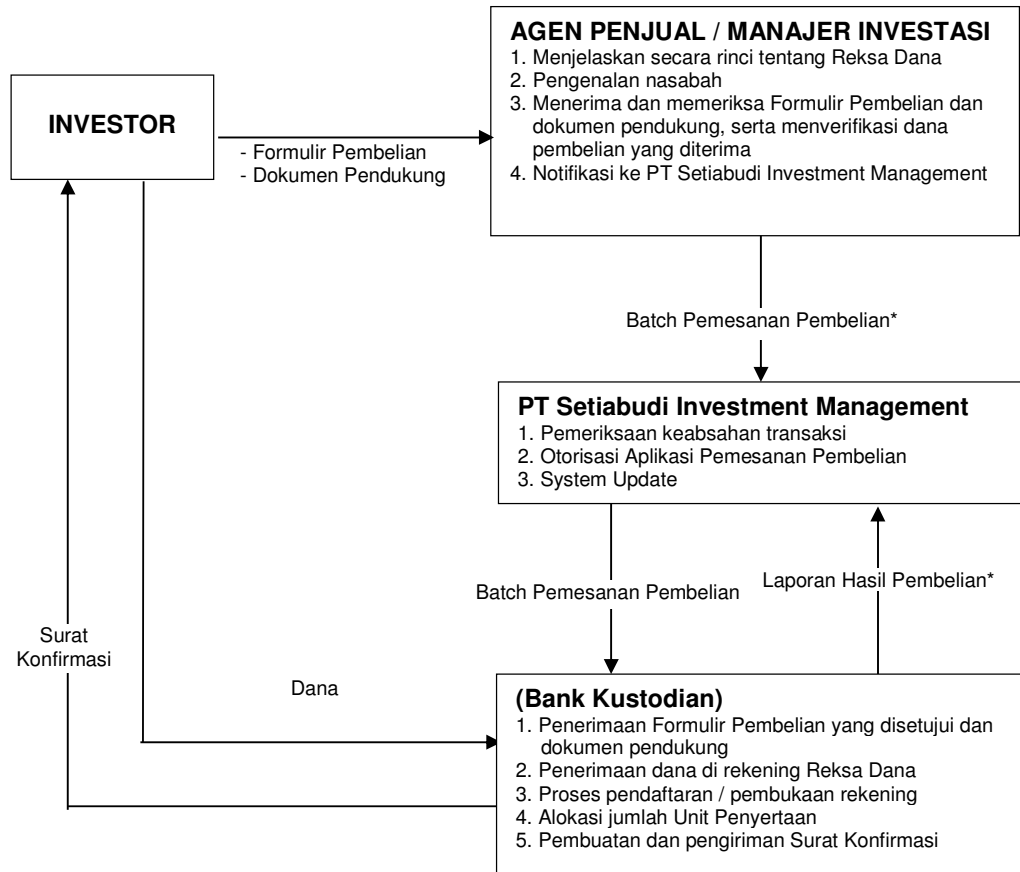 AGEN PENJUAL / MANAJER INVESTASI
1. Menjelaskan secara rinci tentang Reksa Dana
2. Pengenalan nasabah
3. Menerima dan memeriksa Formulir Pembelian dan
dokumen pendukung, serta menverifikasi dana
pembelian yang diterima
4. Notifikasi ke PT Setiabudi Investment Management
INVESTOR
- Formulir Pembelian
- Dokumen Pendukung
Batch Pemesanan Pembelian*
PT Setiabudi Investment Management
1. Pemeriksaan keabsahan transaksi
2. Otorisasi Aplikasi Pemesanan Pembelian
3. System Update
Batch Pemesanan Pembelian
Laporan Hasil Pembelian*
Surat
Konfirmasi
Dana
(Bank Kustodian)
1. Penerimaan Formulir Pembelian yang disetujui dan
dokumen pendukung
2. Penerimaan dana di rekening Reksa Dana
3. Proses pendaftaran / pembukaan rekening
4. Alokasi jumlah Unit Penyertaan
5. Pembuatan dan pengiriman Surat Konfirmasi